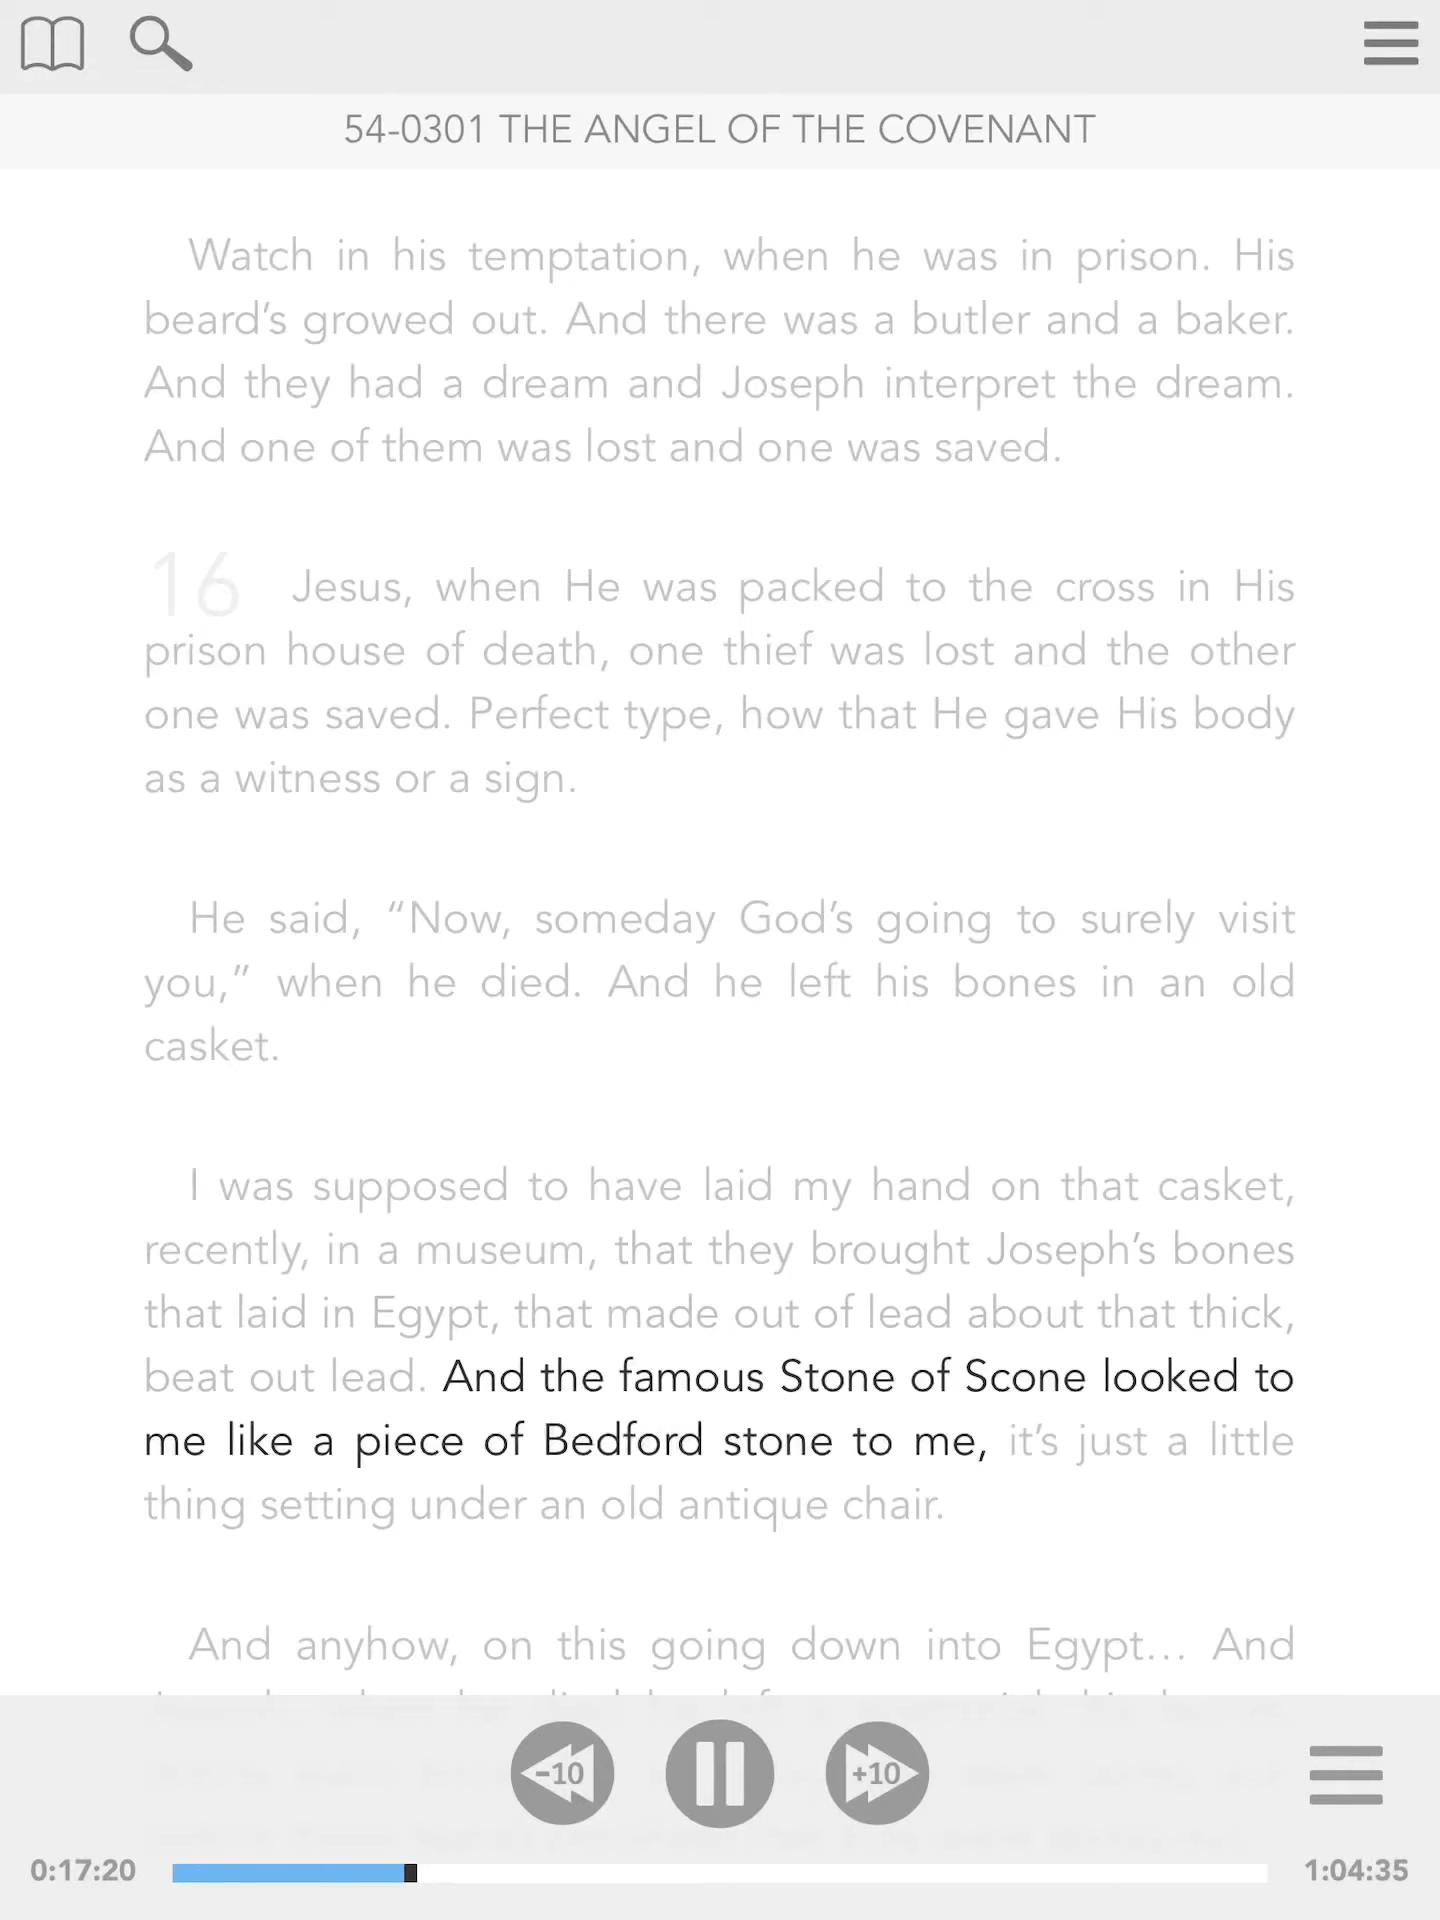 54-0301 THE ANGEL OF THE COVENANT
Watch in his temptation, when he was in prison. His
beard’s growed out. And there was a butler and a baker.
And they had a dream and Joseph interpret the dream.
And one of them was lost and one was saved.
16 Jesus, when He was packed to the cross in His
prison house of death, one thief was lost and the other
one was saved. Perfect type, how that He gave His body
as a witness or a sign.
He said, “Now, someday God’s going to surely visit
you,” when he died. And he left his bones in an old
casket.
I was supposed to have laid my hand on that casket,
recently, in a museum, that they brought Joseph’s bones
that laid in Egypt, that made out of lead about that thick,
beat out lead. And the famous Stone of Scone looked to
me like a piece of Bedford stone to me, it’s just a little
thing setting under an old antique chair.
And anyhow, on this going down into Egypt… And
-10 +10
0:17:20 1:04:35